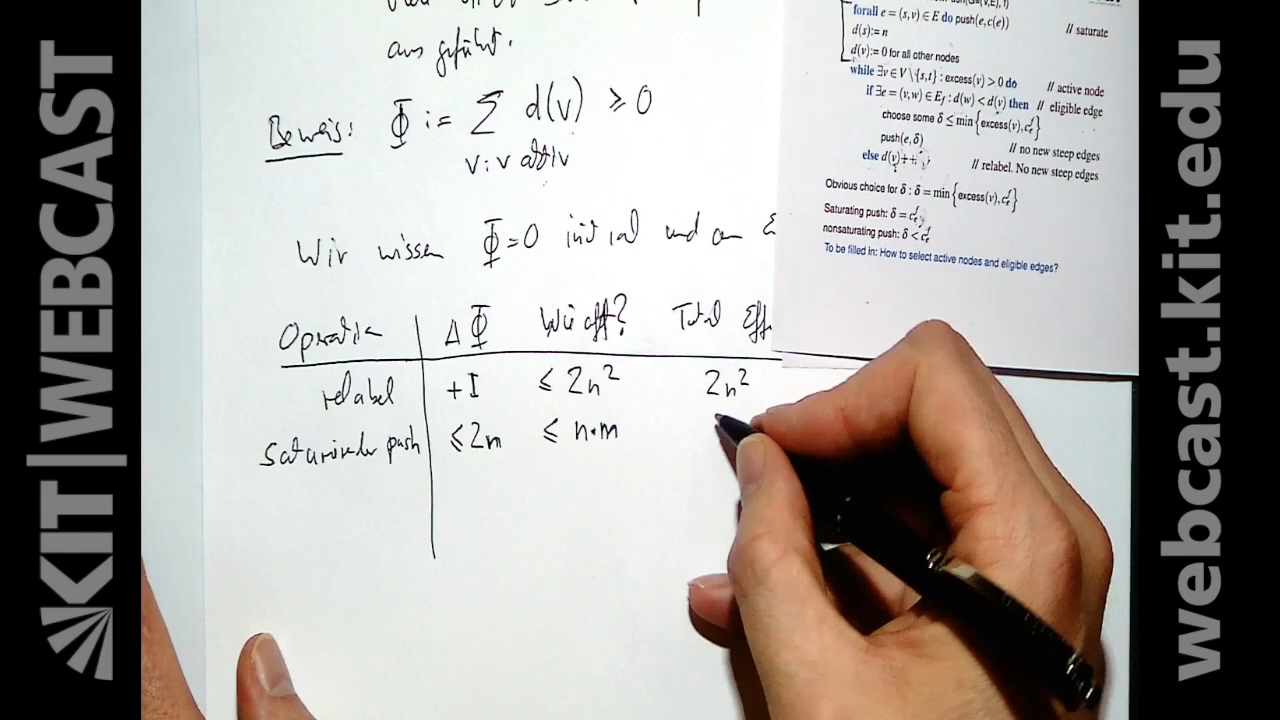 KIT | WEBCAST
ausgeführt.
Beweis: Φ := ∑ d(v) ≥ 0
v: v aktiv
Wir wissen Φ=0 initial und am
Operation ΔΦ Wie oft? Total Eff
relabel +1 ≤ 2n² 2n²
saturierender push ≤2n ≤ n·m
forall e = (s,v) ∈ E do push(e,c(e)) // saturate
d(s):= n
d(v):= 0 for all other nodes
while ∃v ∈ V \ {s,t} : excess(v) > 0 do // active node
if ∃e = (v,w) ∈ E_f : d(w) < d(v) then // eligible edge
choose some δ ≤ min {excess(v), c_e^f}
push(e,δ) // no new steep edges
else d(v)++ // relabel. No new steep edges
Obvious choice for δ : δ = min {excess(v), c_e^f}
Saturating push: δ = c_e^f
nonsaturating push: δ < c_e^f
To be filled in: How to select active nodes and eligible edges?
webcast.kit.edu